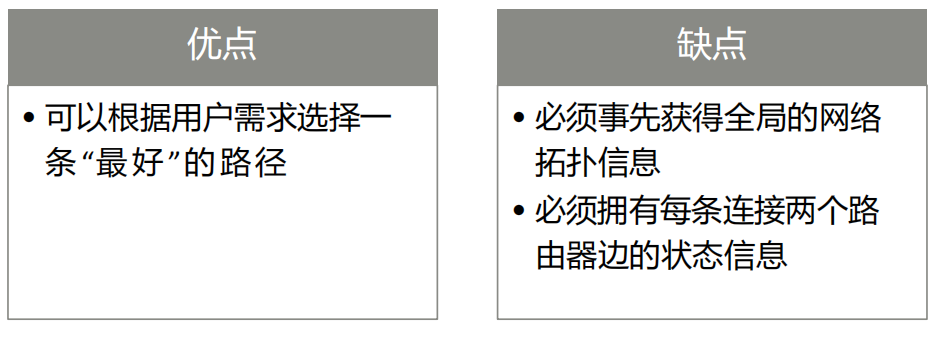 优点
• 可以根据用户需求选择一
条“最好”的路径
缺点
• 必须事先获得全局的网络
拓扑信息
• 必须拥有每条连接两个路
由器边的状态信息